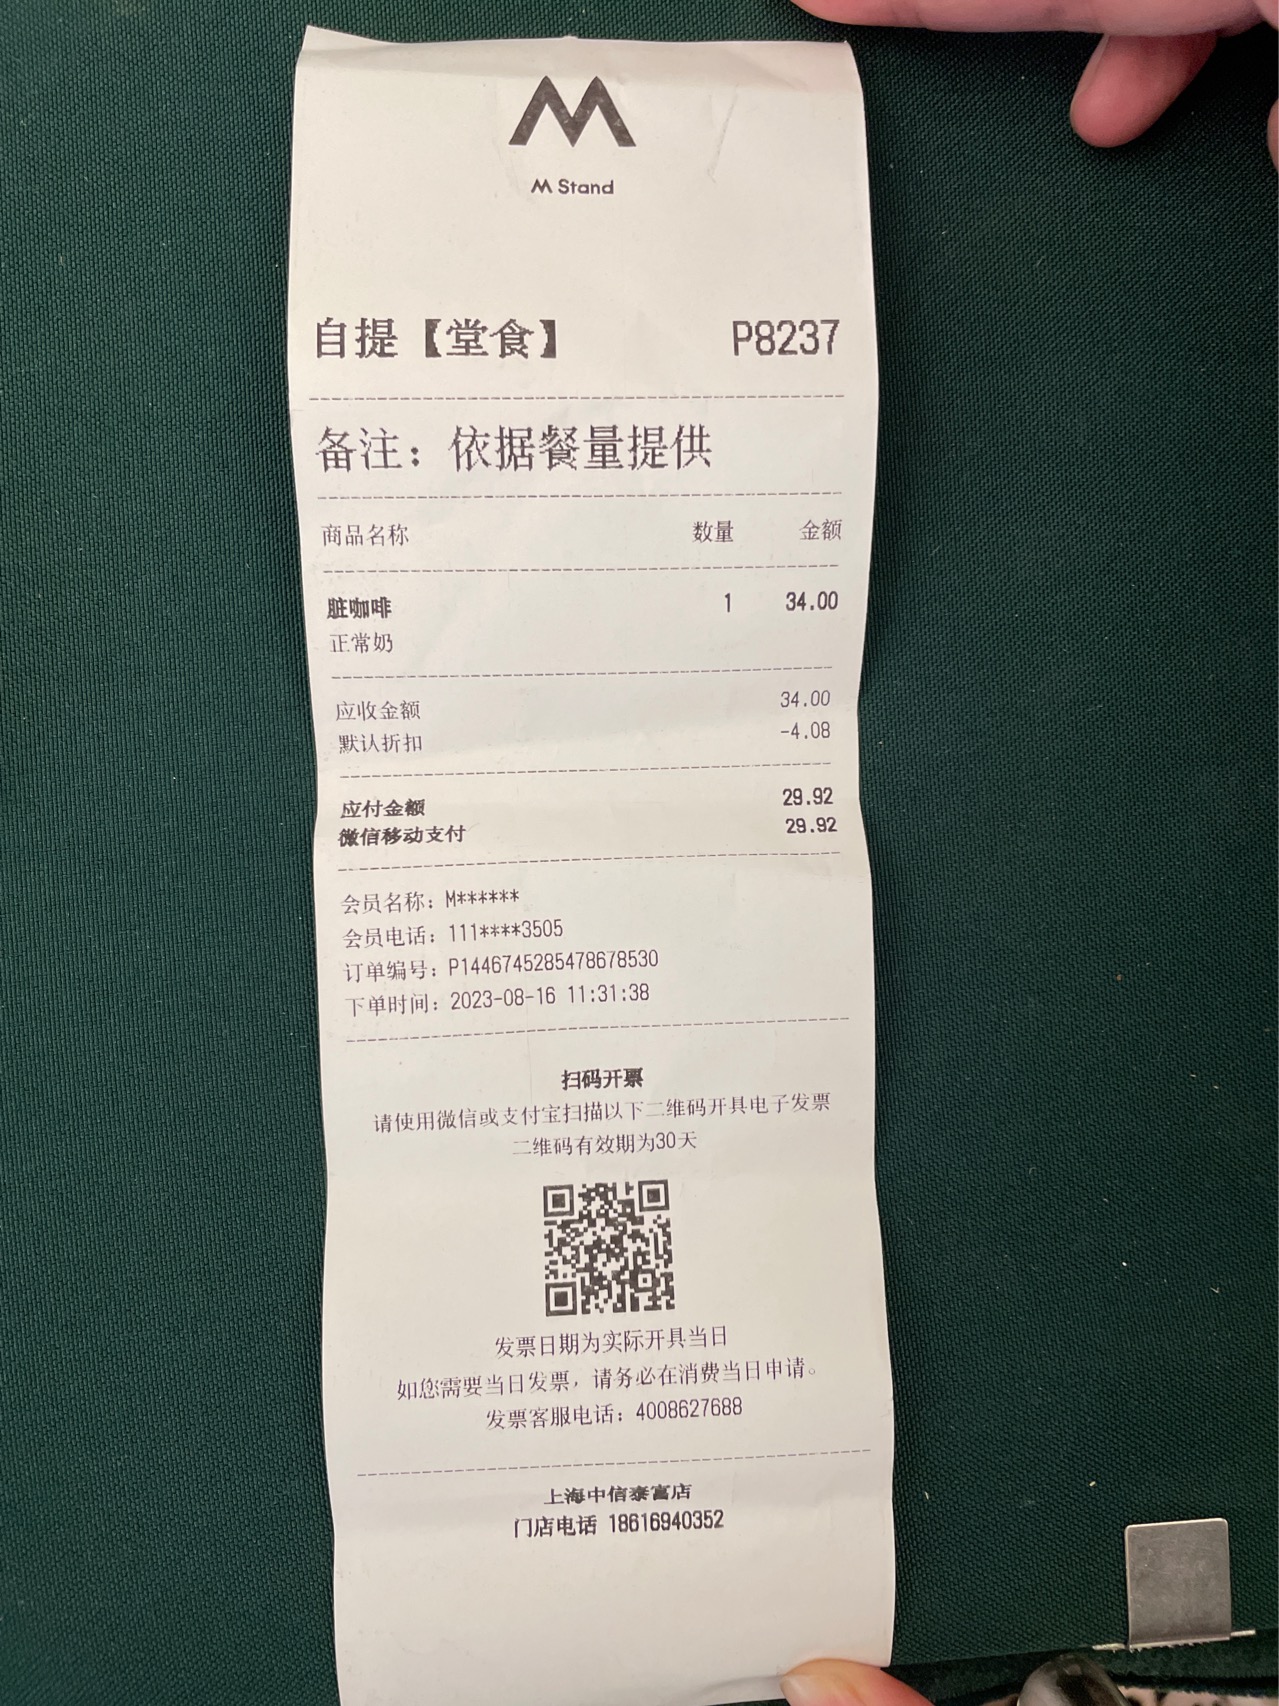 M
M Stand
自提【堂食】 P8237
备注：依据餐量提供
商品名称 数量 金额
脏咖啡 1 34.00
正常奶
应收金额 34.00
默认折扣 -4.08
应付金额 29.92
微信移动支付 29.92
会员名称：M******
会员电话：111****3505
订单编号：P1446745285478678530
下单时间：2023-08-16 11:31:38
扫码开票
请使用微信或支付宝扫描以下二维码开具电子发票
二维码有效期为30天
发票日期为实际开具当日
如您需要当日发票，请务必在消费当日申请。
发票客服电话：4008627688
上海中信泰富店
门店电话 18616940352